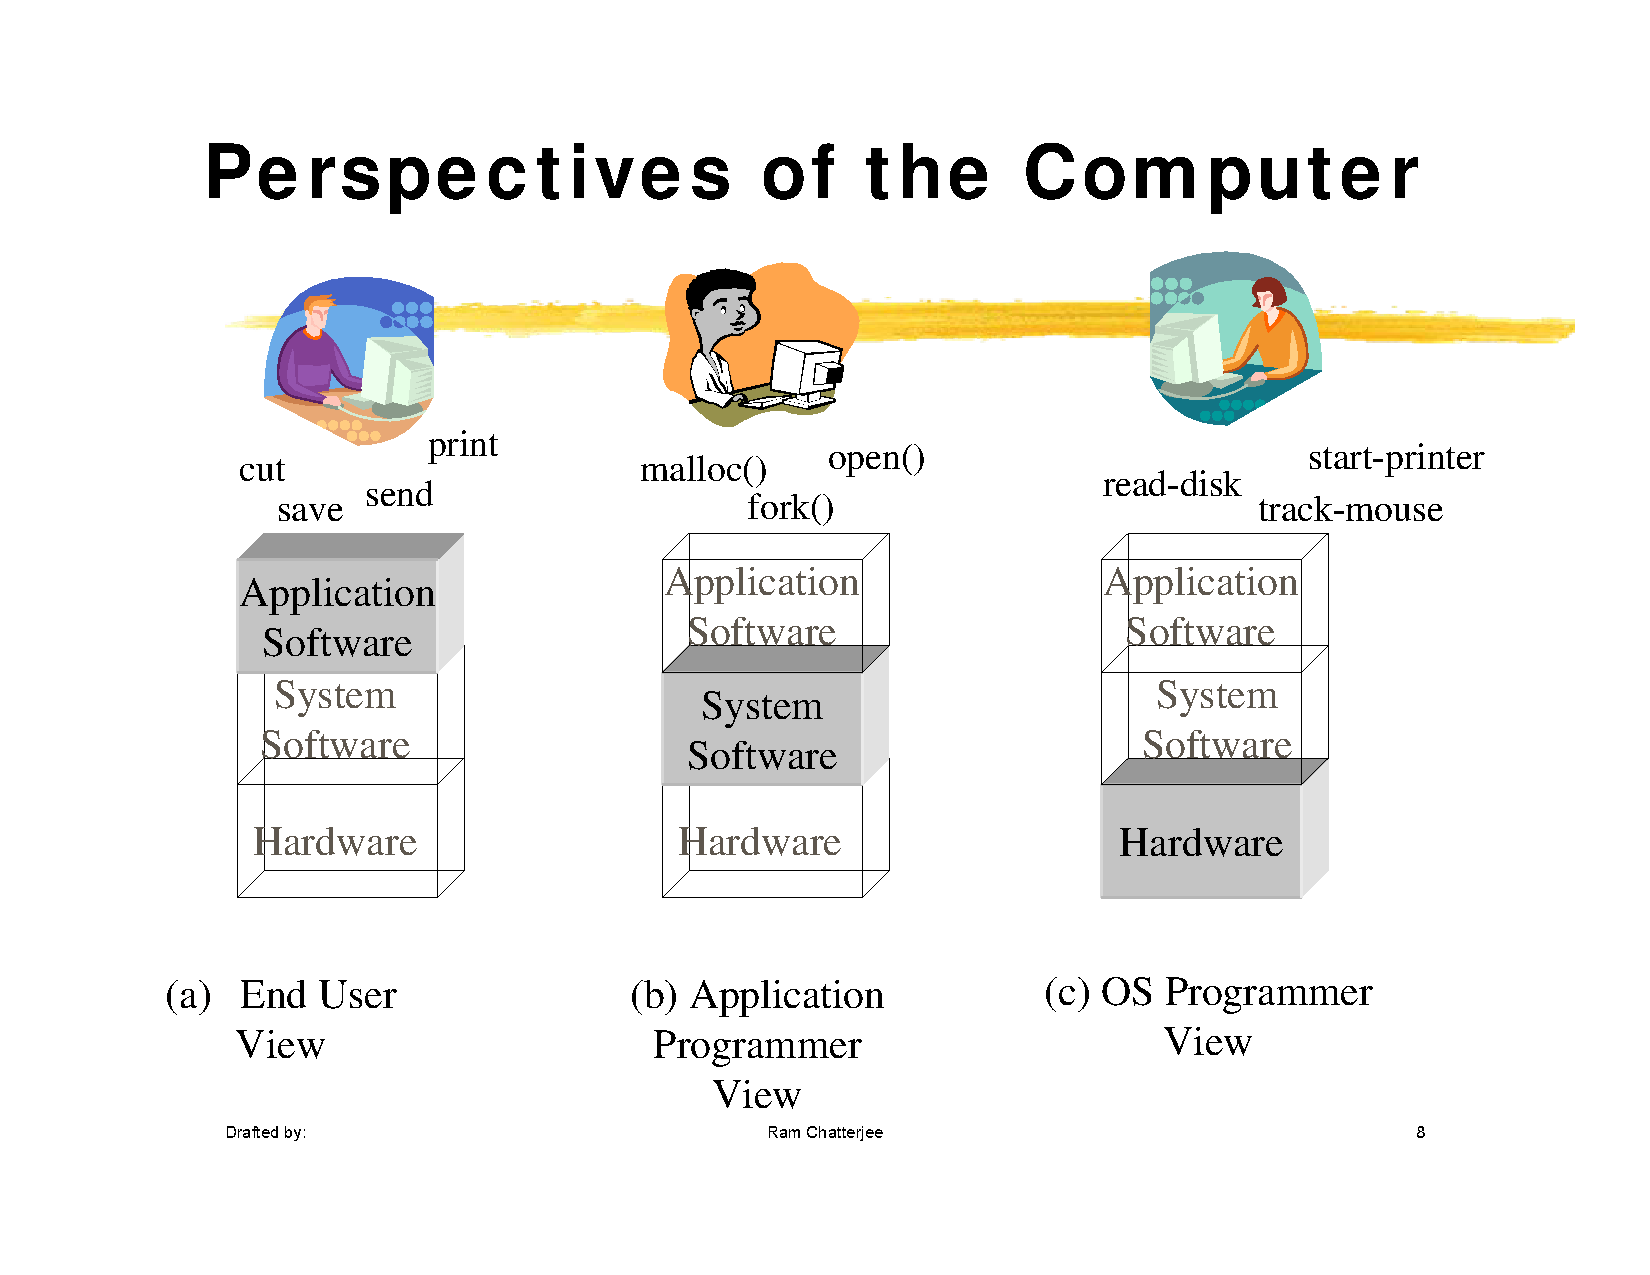 Perspectives of the Computer
print
cut
send
save
malloc()
open()
fork()
start-printer
read-disk
track-mouse
Application
Software
System
Software
Hardware
Application
Software
System
Software
Hardware
Application
Software
System
Software
Hardware
(a) End User
View
(b) Application
Programmer
View
(c) OS Programmer
View
Drafted by:
Ram Chatterjee
8